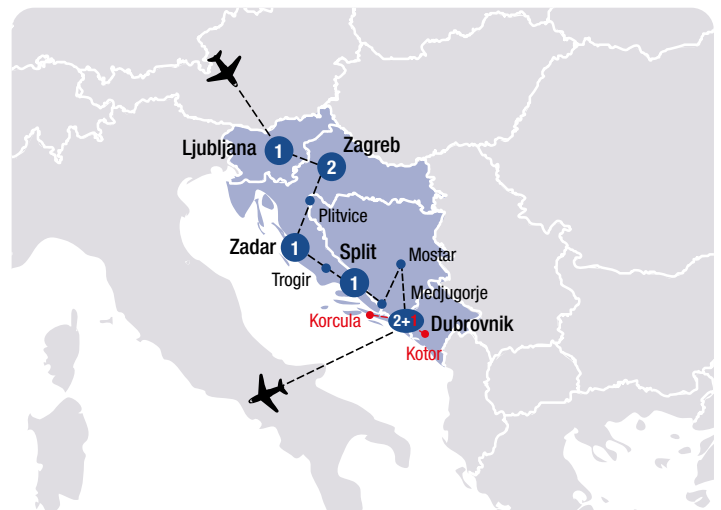 Ljubljana
1
Zagreb
2
Plitvice
Zadar
1
Split
1
Trogir
Mostar
Medjugorje
Korcula
2+1
Dubrovnik
Kotor